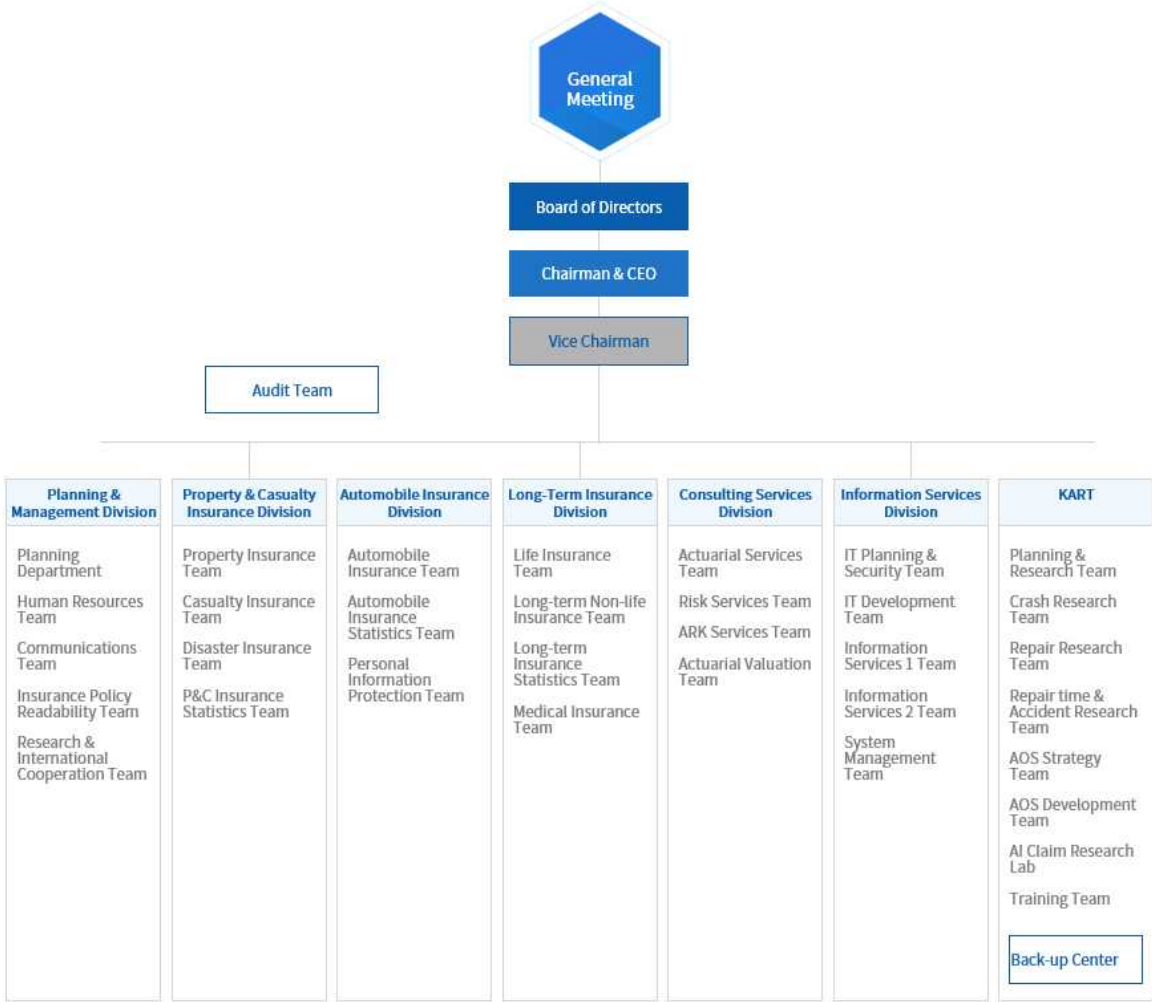 General
Meeting
Board of Directors
Chairman & CEO
Vice Chairman
Audit Team
Planning &
Management Division
Planning
Department
Human Resources
Team
Communications
Team
Insurance Policy
Readability Team
Research &
International
Cooperation Team
Property & Casualty
Insurance Division
Property Insurance
Team
Casualty Insurance
Team
Disaster Insurance
Team
P&C Insurance
Statistics Team
Automobile Insurance
Division
Automobile
Insurance Team
Automobile
Insurance
Statistics Team
Personal
Information
Protection Team
Long-Term Insurance
Division
Life Insurance
Team
Long-term Non-life
Insurance Team
Long-term
Insurance
Statistics Team
Medical Insurance
Team
Consulting Services
Division
Actuarial Services
Team
Risk Services Team
ARK Services Team
Actuarial Valuation
Team
Information Services
Division
IT Planning &
Security Team
IT Development
Team
Information
Services 1 Team
Information
Services 2 Team
System
Management
Team
KART
Planning &
Research Team
Crash Research
Team
Repair Research
Team
Repair time &
Accident Research
Team
AOS Strategy
Team
AOS Development
Team
AI Claim Research
Lab
Training Team
Back-up Center